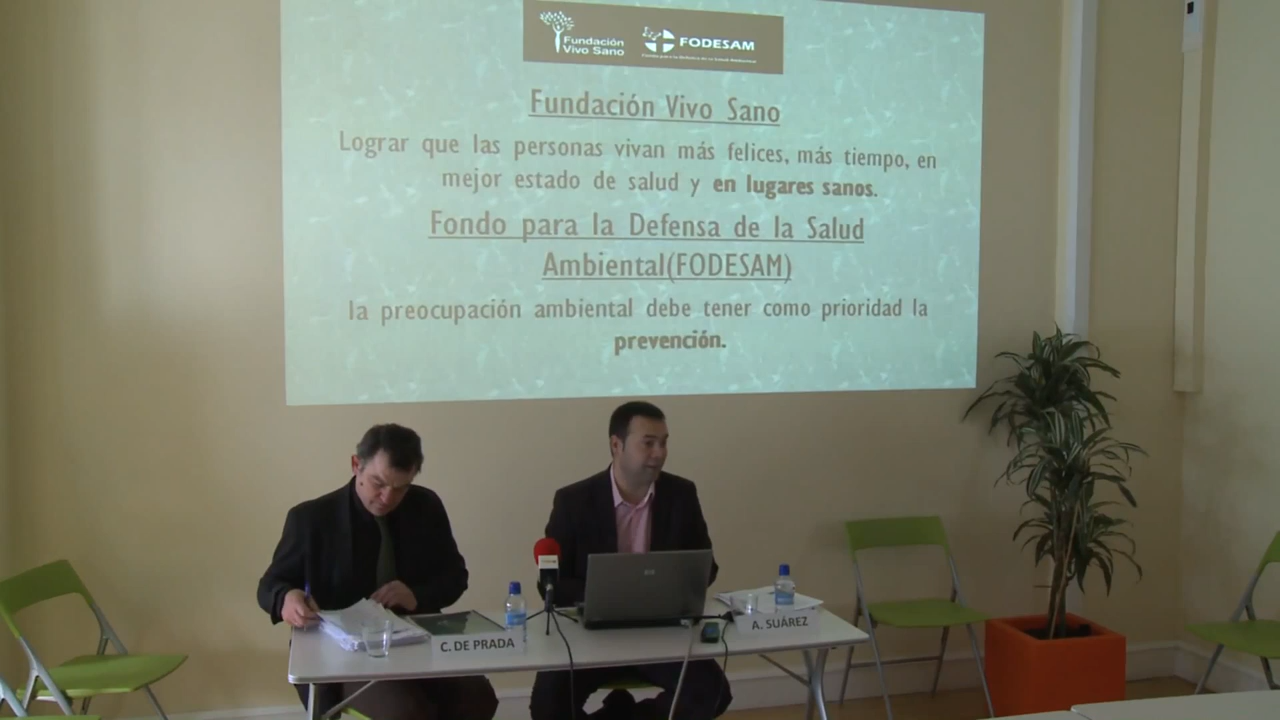 Fundación
Vivo Sano
FODESAM
Fundación Vivo Sano
Lograr que las personas vivan más felices, más tiempo, en
mejor estado de salud y en lugares sanos.
Fondo para la Defensa de la Salud
Ambiental(FODESAM)
la preocupación ambiental debe tener como prioridad la
prevención.
C. DE PRADA
A. SUÁREZ